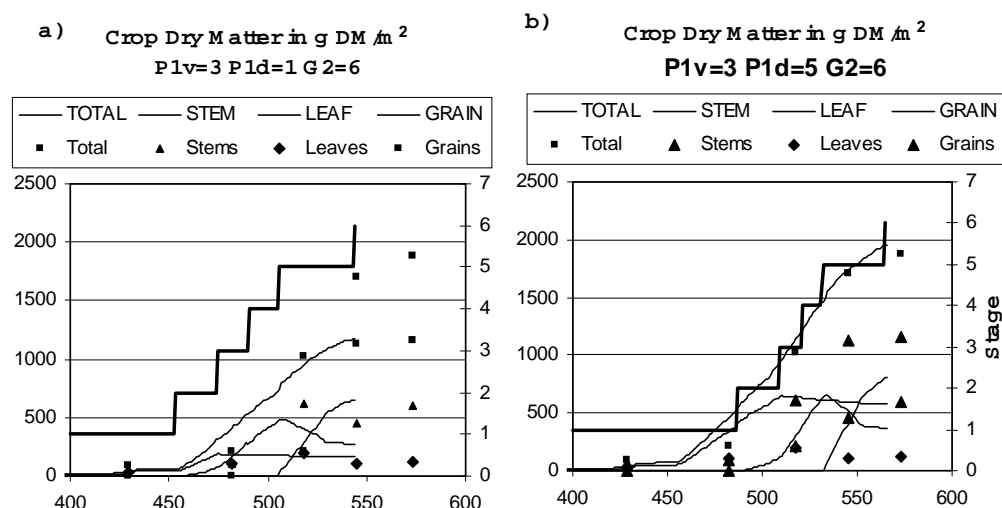 a) Crop Dry Matter in g DM/m²
P1v=3 P1d=1 G2=6
TOTAL STEM LEAF GRAIN
Total Stems Leaves Grains
2500 7
2000 6
5
1500 4
1000 3
2
500 1
0 0
400 450 500 550 600
b) Crop Dry Matter in g DM/m²
P1v=3 P1d=5 G2=6
TOTAL STEM LEAF GRAIN
Total Stems Leaves Grains
2500 7
2000 6
5
1500 4
1000 3
2
500 1
0 0
stage
400 450 500 550 600